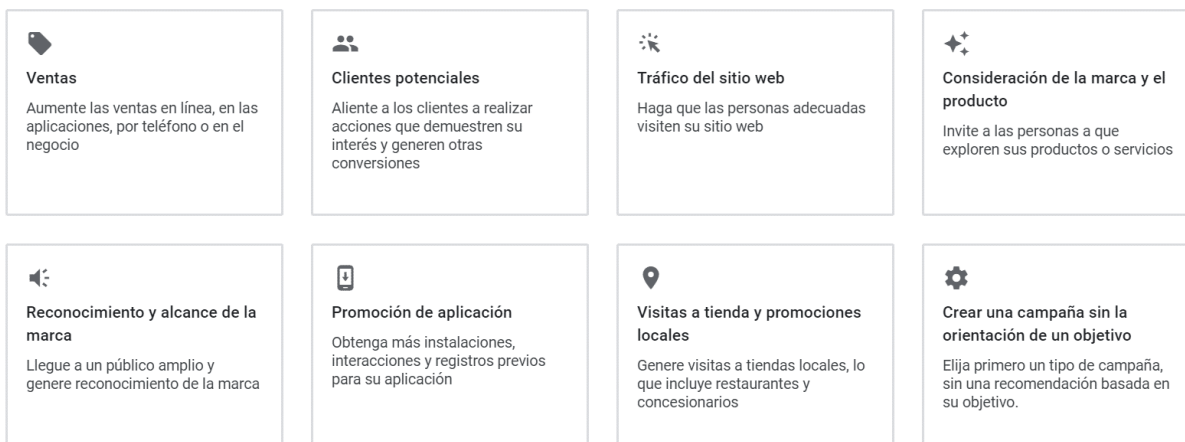 Ventas
Aumente las ventas en línea, en las
aplicaciones, por teléfono o en el
negocio
Clientes potenciales
Aliente a los clientes a realizar
acciones que demuestren su
interés y generen otras
conversiones
Tráfico del sitio web
Haga que las personas adecuadas
visiten su sitio web
Consideración de la marca y el
producto
Invite a las personas a que
exploren sus productos o servicios
Reconocimiento y alcance de la
marca
Llegue a un público amplio y
genere reconocimiento de la marca
Promoción de aplicación
Obtenga más instalaciones,
interacciones y registros previos
para su aplicación
Visitas a tienda y promociones
locales
Genere visitas a tiendas locales, lo
que incluye restaurantes y
concesionarios
Crear una campaña sin la
orientación de un objetivo
Elija primero un tipo de campaña,
sin una recomendación basada en
su objetivo.